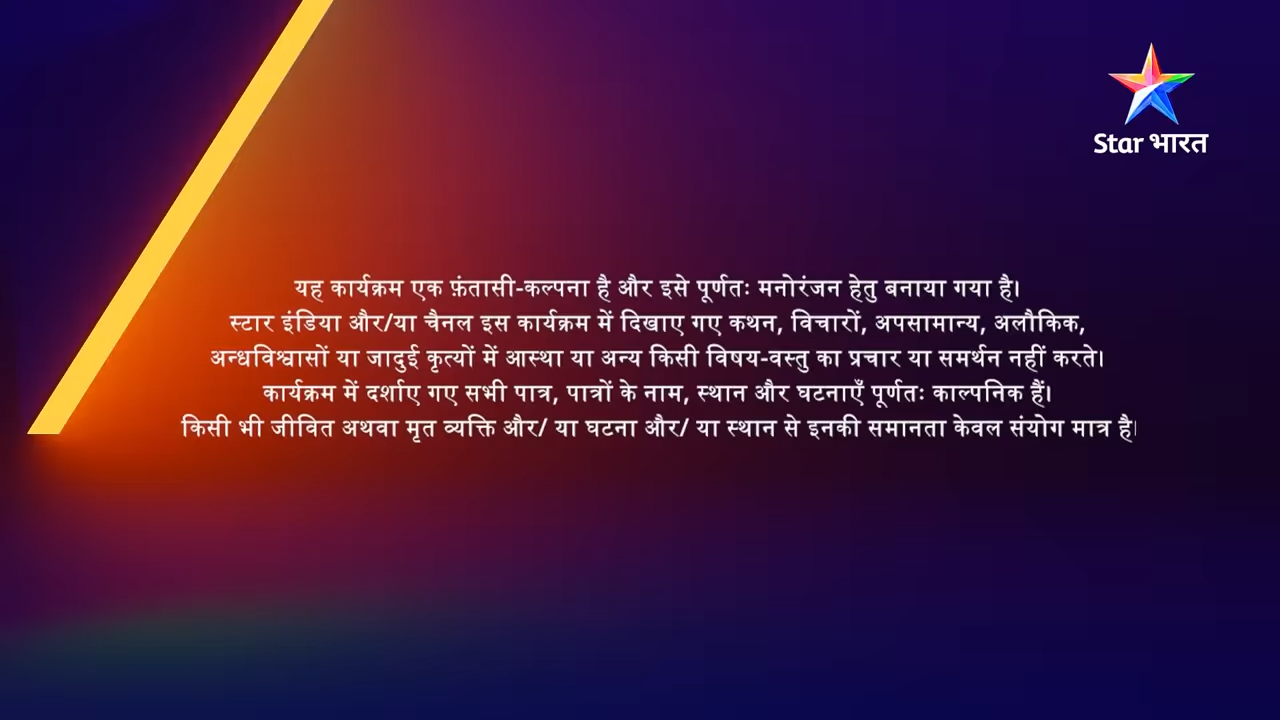 Star भारत
यह कार्यक्रम एक फ़ंतासी-कल्पना है और इसे पूर्णतः मनोरंजन हेतु बनाया गया है।
स्टार इंडिया और/या चैनल इस कार्यक्रम में दिखाए गए कथन, विचारों, अपसामान्य, अलौकिक,
अन्धविश्वासों या जादुई कृत्यों में आस्था या अन्य किसी विषय-वस्तु का प्रचार या समर्थन नहीं करते।
कार्यक्रम में दर्शाए गए सभी पात्र, पात्रों के नाम, स्थान और घटनाएँ पूर्णतः काल्पनिक हैं।
किसी भी जीवित अथवा मृत व्यक्ति और/ या घटना और/ या स्थान से इनकी समानता केवल संयोग मात्र है।